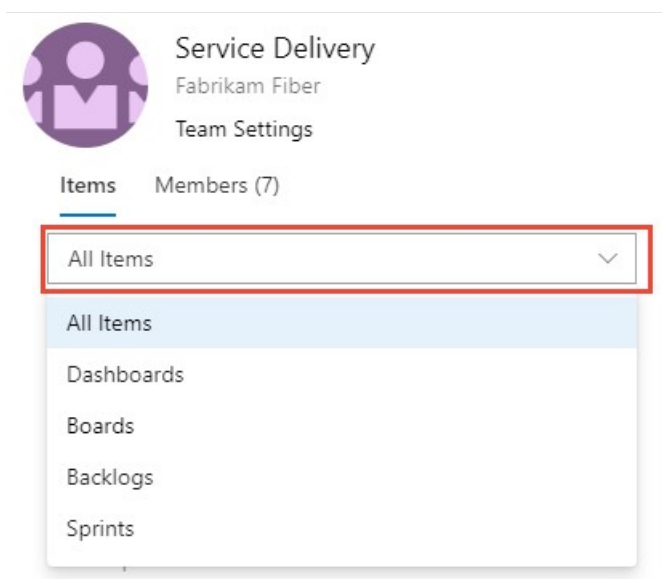 Service Delivery
Fabrikam Fiber
Team Settings
Items Members (7)
All Items
All Items
Dashboards
Boards
Backlogs
Sprints